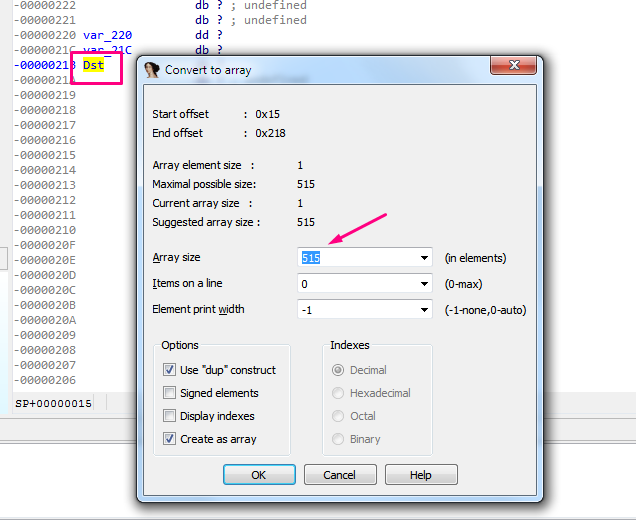 -00000222 db ? ; undefined
-00000221 db ? ; undefined
-00000220 var_220 dd ?
-0000021C var_21C db ?
Dst
-00000219
-00000218
-00000217
-00000216
-00000215
-00000214
-00000213
-00000212
-00000211
-00000210
-0000020F
-0000020E
-0000020D
-0000020C
-0000020B
-0000020A
-00000209
-00000208
-00000207
-00000206
SP+00000015
Convert to array
Start offset : 0x15
End offset : 0x218
Array element size : 1
Maximal possible size: 515
Current array size : 1
Suggested array size : 515
Array size 515 (in elements)
Items on a line 0 (0-max)
Element print width -1 (-1-none,0-auto)
Options
Use "dup" construct
Signed elements
Display indexes
Create as array
Indexes
Decimal
Hexadecimal
Octal
Binary
OK Cancel Help